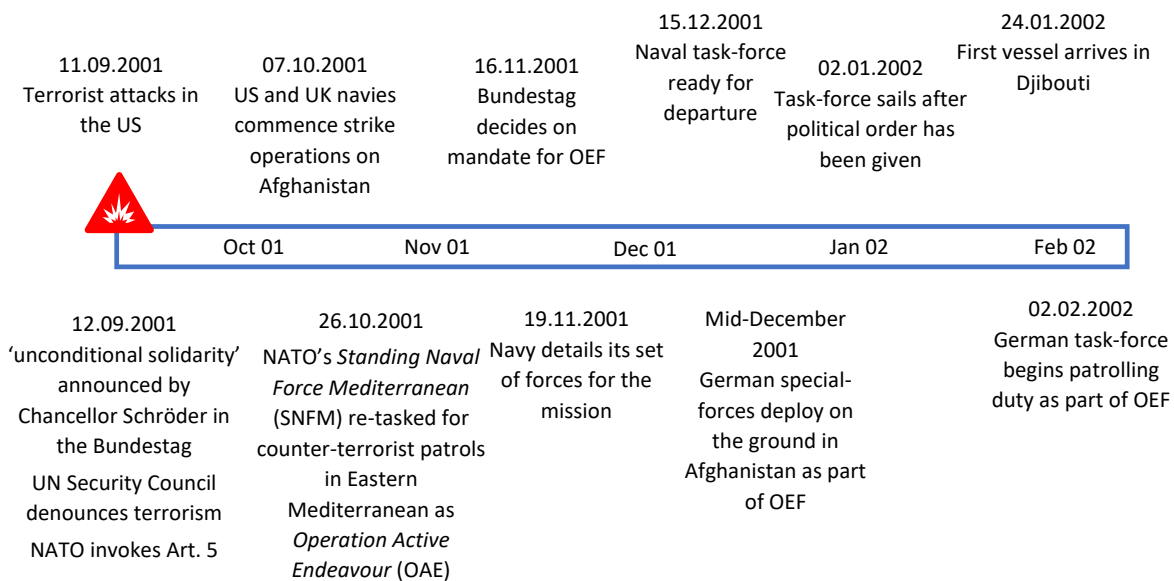 11.09.2001
Terrorist attacks in
the US
07.10.2001
US and UK navies
commence strike
operations on
Afghanistan
16.11.2001
Bundestag
decides on
mandate for OEF
15.12.2001
Naval task-force
ready for
departure
02.01.2002
Task-force sails after
political order has
been given
24.01.2002
First vessel arrives in
Djibouti
Oct 01
Nov 01
Dec 01
Jan 02
Feb 02
12.09.2001
‘unconditional solidarity’
announced by
Chancellor Schröder in
the Bundestag
UN Security Council
denounces terrorism
NATO invokes Art. 5
26.10.2001
NATO’s Standing Naval
Force Mediterranean
(SNFM) re-tasked for
counter-terrorist patrols
in Eastern
Mediterranean as
Operation Active
Endeavour (OAE)
19.11.2001
Navy details its set
of forces for the
mission
Mid-December
2001
German special-
forces deploy on
the ground in
Afghanistan as part
of OEF
02.02.2002
German task-force
begins patrolling
duty as part of OEF